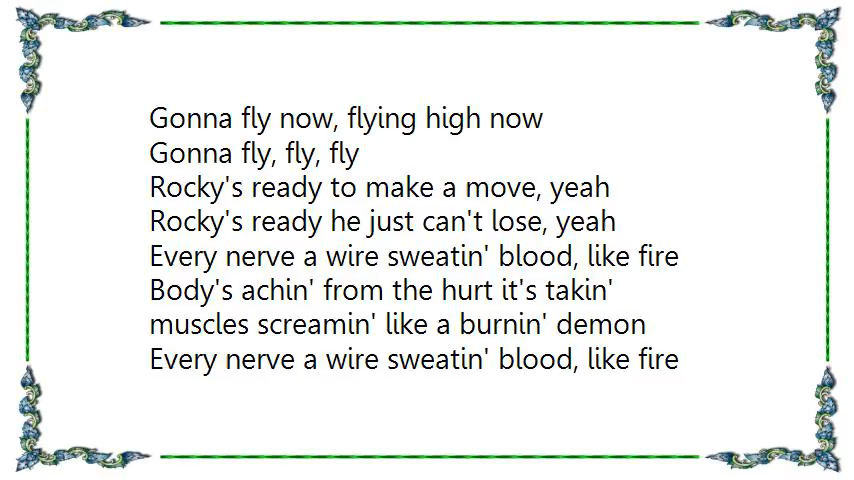 Gonna fly now, flying high now
Gonna fly, fly, fly
Rocky's ready to make a move, yeah
Rocky's ready he just can't lose, yeah
Every nerve a wire sweatin' blood, like fire
Body's achin' from the hurt it's takin'
muscles screamin' like a burnin' demon
Every nerve a wire sweatin' blood, like fire